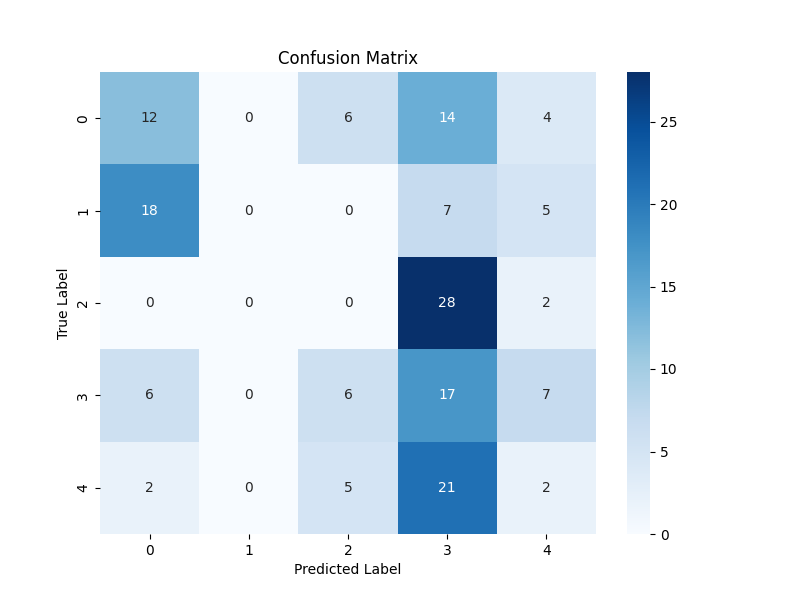 Confusion Matrix
0 12 0 6 14 4
1 18 0 0 7 5
2 0 0 0 28 2
3 6 0 6 17 7
4 2 0 5 21 2
0 1 2 3 4
Predicted Label
True Label
25
20
15
10
5
0